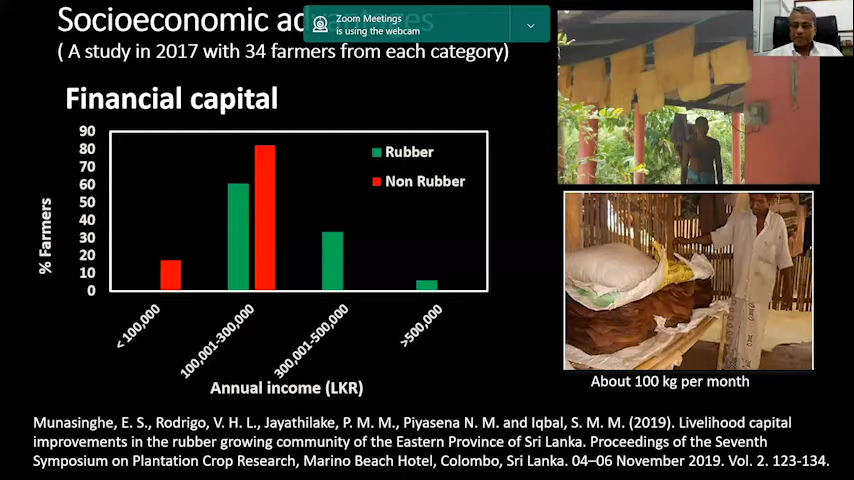 Socioeconomic
Zoom Meetings
is using the webcam
( A study in 2017 with 34 farmers from each category)
Financial capital
90
80
70
60
50
40
30
20
10
0
% Farmers
Rubber
Non Rubber
< 100,000
100,001-300,000
300,001-500,000
>500,000
Annual income (LKR)
About 100 kg per month
Munasinghe, E. S., Rodrigo, V. H. L., Jayathilake, P. M. M., Piyasena N. M. and Iqbal, S. M. M. (2019). Livelihood capital
improvements in the rubber growing community of the Eastern Province of Sri Lanka. Proceedings of the Seventh
Symposium on Plantation Crop Research, Marino Beach Hotel, Colombo, Sri Lanka. 04–06 November 2019. Vol. 2. 123-134.